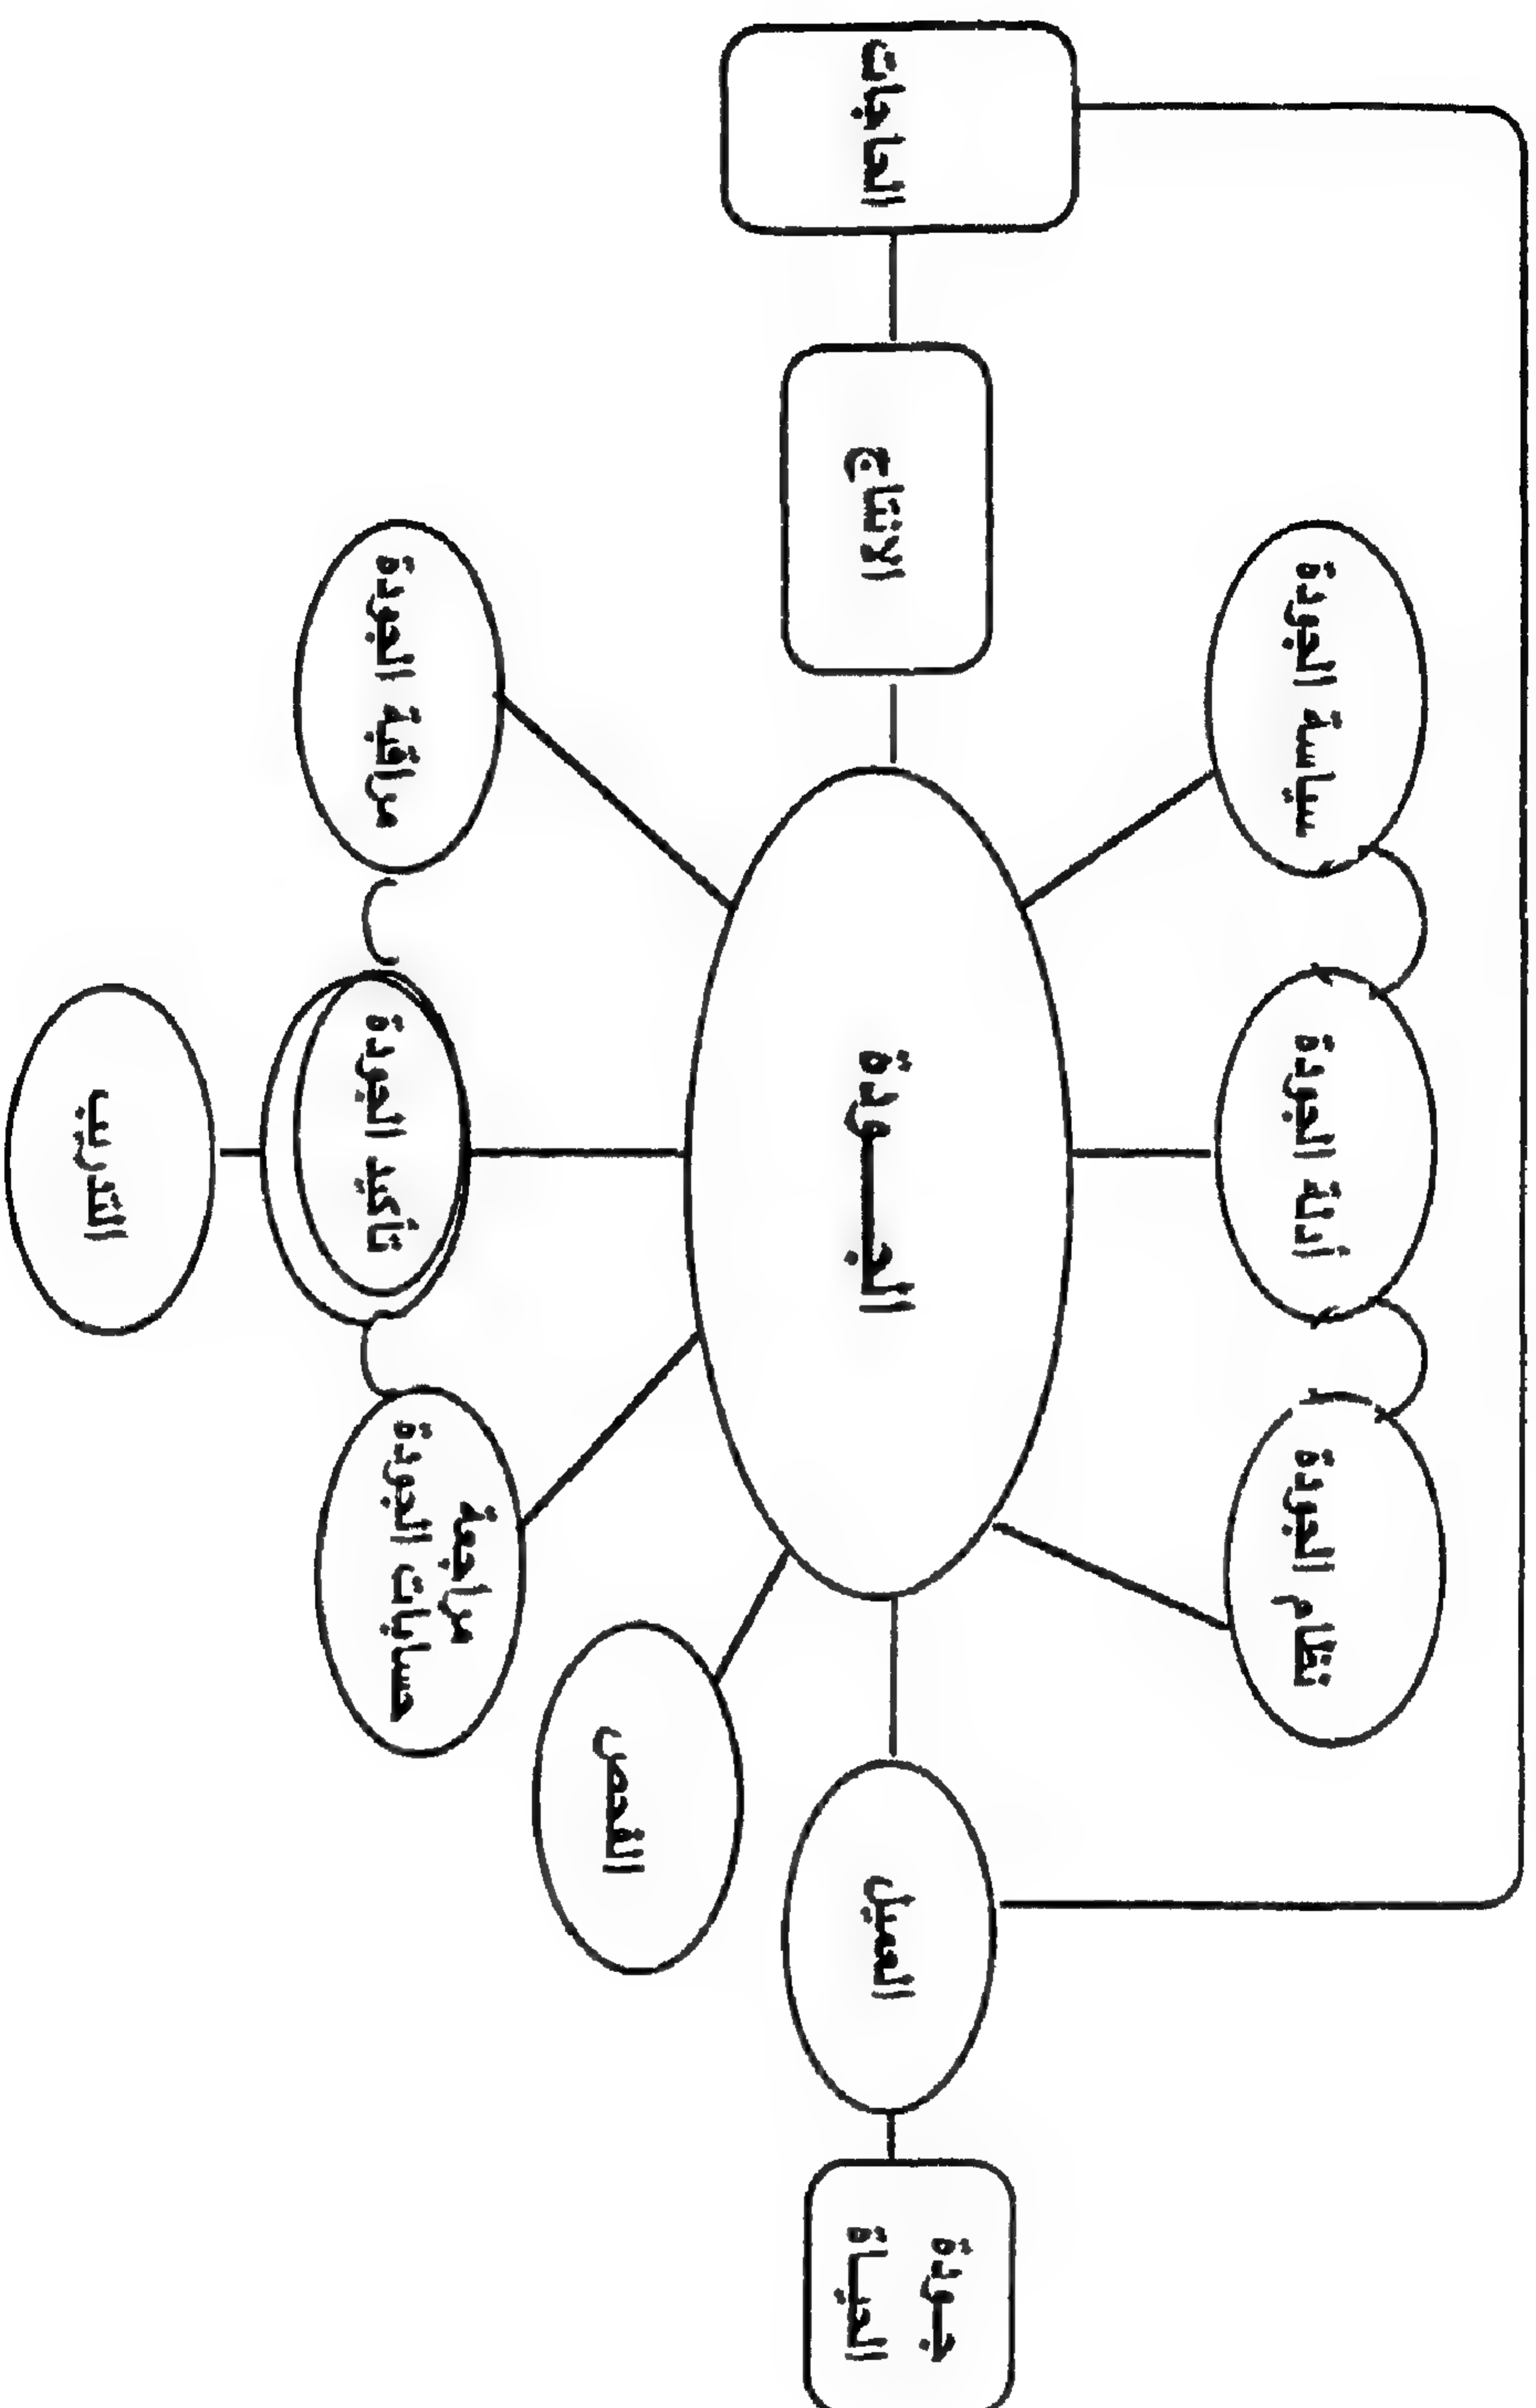 نظام الجودة
أدلة الجودة
سياسة الجودة
جودة
الحياة
العميل
الجـــودة
الانتاج
الحاجات
الفحص
مراجعة
حسابات الجودة
تأكيد الجودة
مراقبة الجودة
التدريب